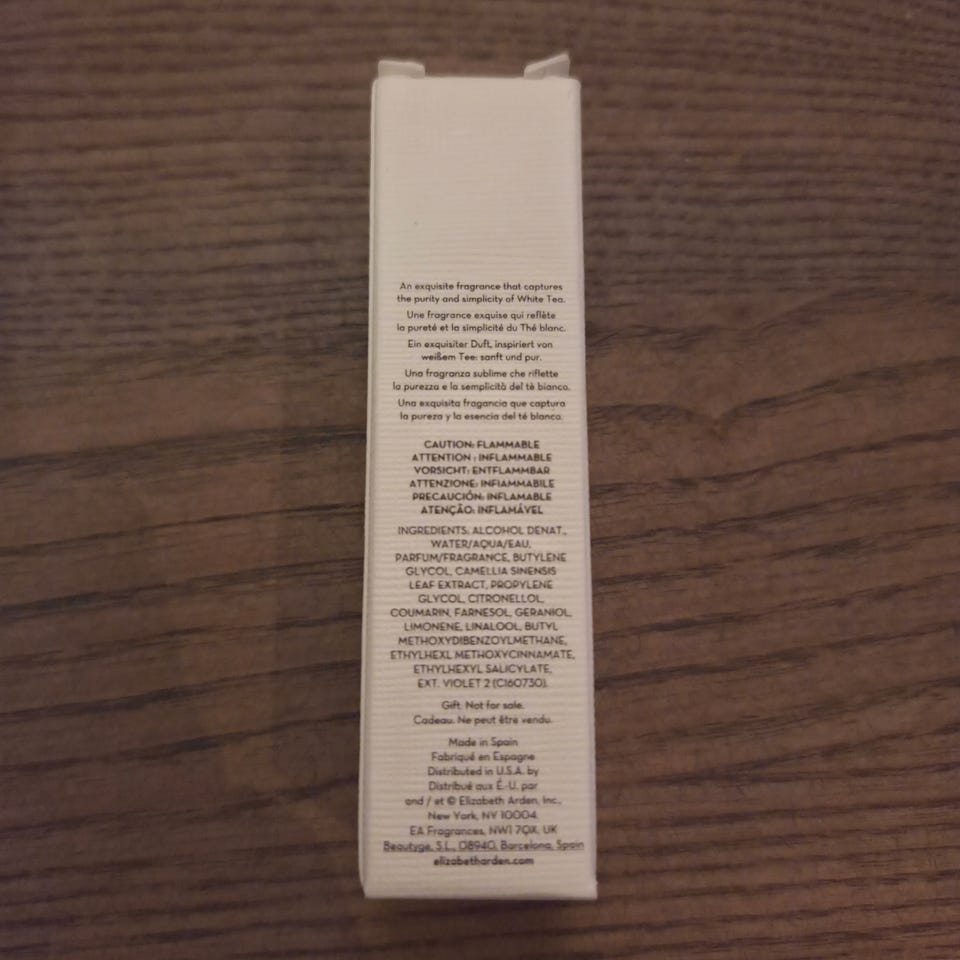 An exquisite fragrance that captures
the purity and simplicity of White Tea.
Une fragrance exquise qui reflète
la pureté et la simplicité du Thé blanc.
Ein exquisiter Duft, inspiriert von
weißem Tee: sanft und pur.
Una fragranza sublime che riflette
la purezza e la semplicità del tè bianco.
Una exquisita fragancia que captura
la pureza y la esencia del té blanco.
CAUTION: FLAMMABLE
ATTENTION : INFLAMMABLE
VORSICHT: ENTFLAMMBAR
ATTENZIONE: INFIAMMABILE
PRECAUCIÓN: INFLAMABLE
ATENÇÃO: INFLAMÁVEL
INGREDIENTS: ALCOHOL DENAT.,
WATER/AQUA/EAU,
PARFUM/FRAGRANCE, BUTYLENE
GLYCOL, CAMELLIA SINENSIS
LEAF EXTRACT, PROPYLENE
GLYCOL, CITRONELLOL,
COUMARIN, FARNESOL, GERANIOL,
LIMONENE, LINALOOL, BUTYL
METHOXYDIBENZOYLMETHANE,
ETHYLHEXL METHOXYCINNAMATE,
ETHYLHEXYL SALICYLATE,
EXT. VIOLET 2 (CI60730).
Gift. Not for sale.
Cadeau. Ne peut être vendu.
Made in Spain
Fabriqué en Espagne
Distributed in U.S.A. by
Distribué aux É.-U. par
and / et © Elizabeth Arden, Inc.,
New York, NY 10004.
EA Fragrances, NW1 7QX, UK
Beautyge, S.L., 08940, Barcelona, Spain
elizabetharden.com